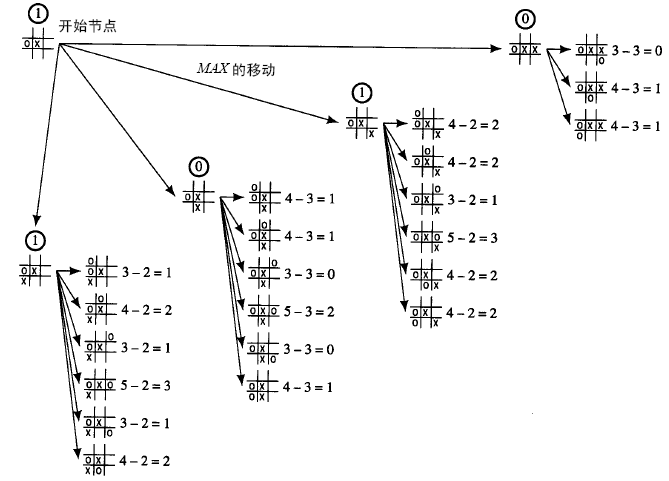 1
开始节点
O X
MAX的移动
0
O X X
O X X
O
3-3=0
O X X
O
4-3=1
O X X
O
4-3=1
1
O X
X
O
O X
X
4-2=2
O
O X
X
4-2=2
O
O X
X
3-2=1
O X O
X
5-2=3
O X
O X
4-2=2
O X
O X
4-2=2
0
O X
X
O
O X
X
4-3=1
O
O X
X
4-3=1
O
O X
X
3-3=0
O X O
X
5-3=2
O X
X O
3-3=0
O X
O X
4-3=1
1
O X
X
O
O X
X
3-2=1
O
O X
X
4-2=2
O
O X
X
3-2=1
O X O
X
5-2=3
O X
X O
3-2=1
O X
X O
4-2=2